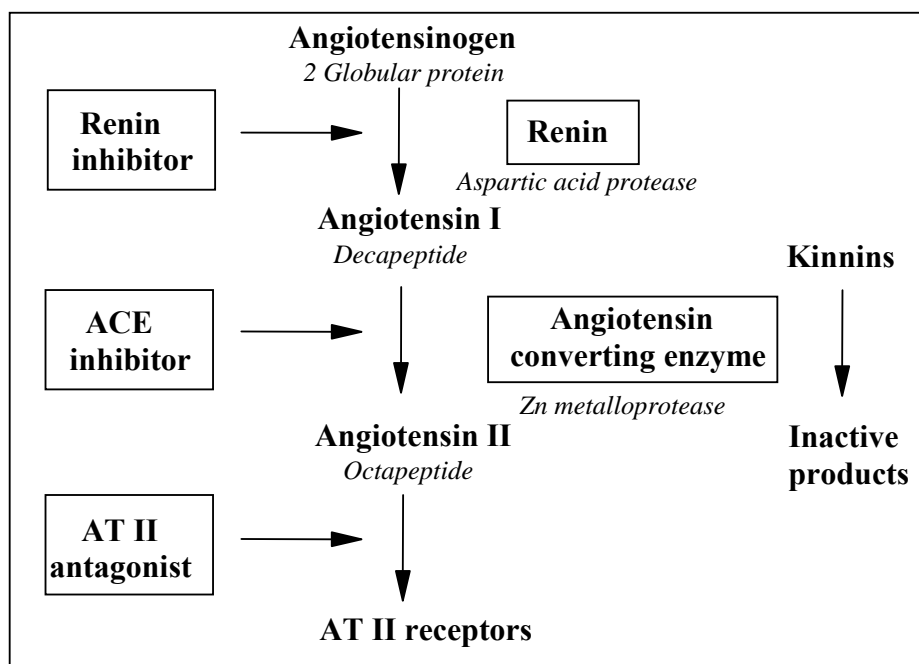 Angiotensinogen
2 Globular protein
Renin
inhibitor
Renin
Aspartic acid protease
Angiotensin I
Decapeptide
Kinnins
ACE
inhibitor
Angiotensin
converting enzyme
Zn metalloprotease
Angiotensin II
Octapeptide
Inactive
products
AT II
antagonist
AT II receptors